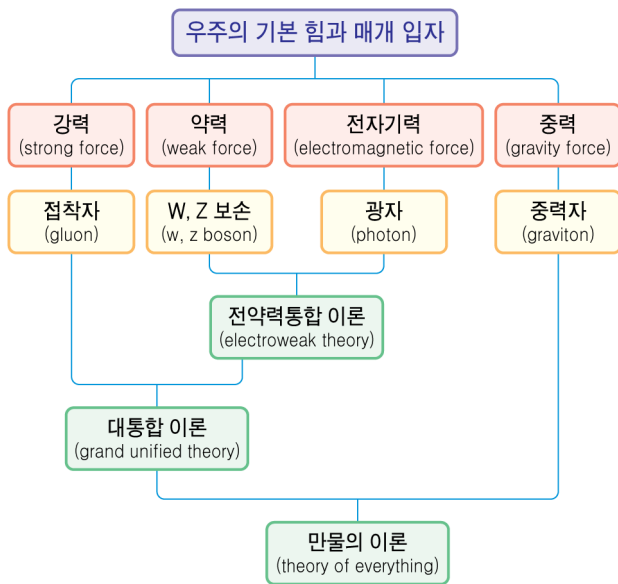 우주의 기본 힘과 매개 입자
강력
(strong force)
약력
(weak force)
전자기력
(electromagnetic force)
중력
(gravity force)
접착자
(gluon)
W, Z 보손
(w, z boson)
광자
(photon)
중력자
(graviton)
전약력통합 이론
(electroweak theory)
대통합 이론
(grand unified theory)
만물의 이론
(theory of everything)